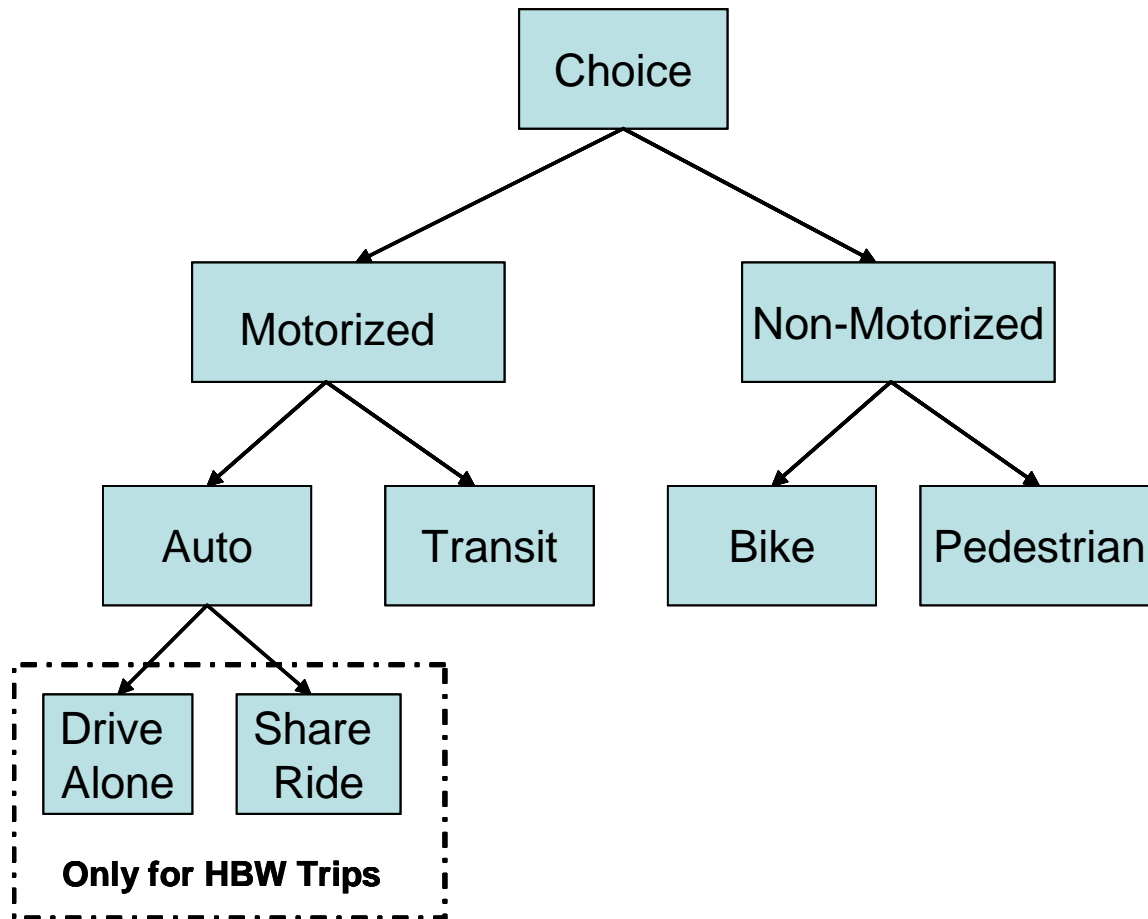 Choice
Motorized
Non-Motorized
Auto
Transit
Bike
Pedestrian
Drive
Alone
Share
Ride
Only for HBW Trips